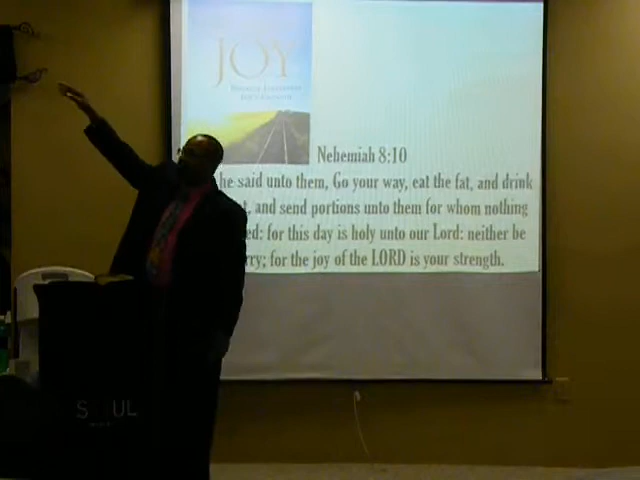 JOY
Nehemiah 8:10
he said unto them, Go your way, eat the fat, and drink
and send portions unto them for whom nothing
for this day is holy unto our Lord: neither be
for the joy of the LORD is your strength.
S UL